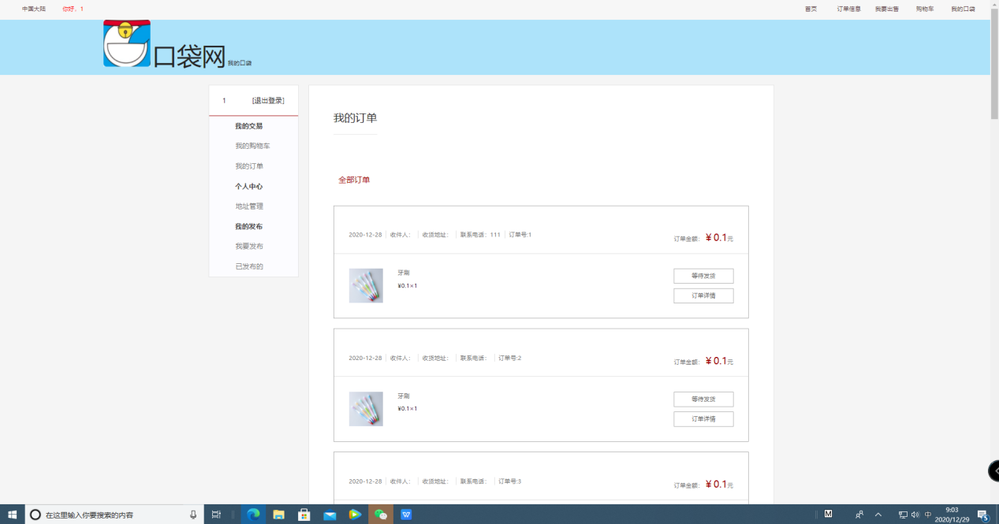 中国大陆 你好，1 首页 订单信息 我要出售 购物车 我的口袋
口袋网 我的口袋
1 [退出登录]
我的交易
我的购物车
我的订单
个人中心
地址管理
我的发布
我要发布
已发布的
我的订单
全部订单
2020-12-28 收件人： 收货地址： 联系电话：111 订单号:1 订单金额：￥0.1元
牙刷
¥0.1×1
等待发货
订单详情
2020-12-28 收件人： 收货地址： 联系电话： 订单号:2 订单金额：￥0.1元
牙刷
¥0.1×1
等待发货
订单详情
2020-12-28 收件人： 收货地址： 联系电话： 订单号:3 订单金额：￥0.1元
在这里输入你要搜索的内容
W
M
中
9:03
2020/12/29
5